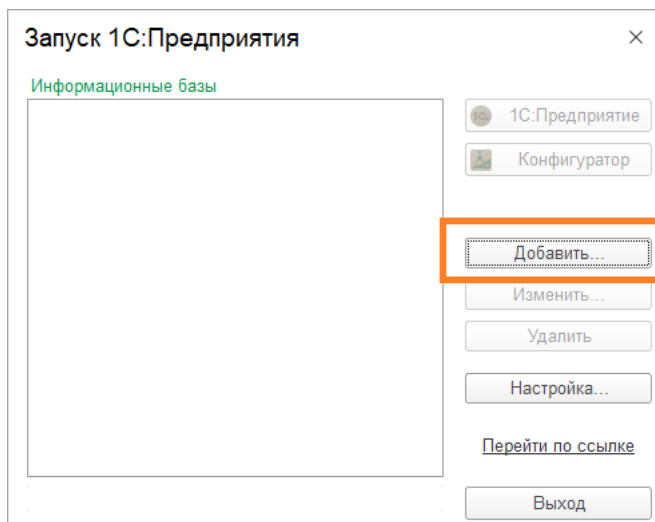 Запуск 1С:Предприятия
Информационные базы
1С:Предприятие
Конфигуратор
Добавить...
Изменить...
Удалить
Настройка...
Перейти по ссылке
Выход